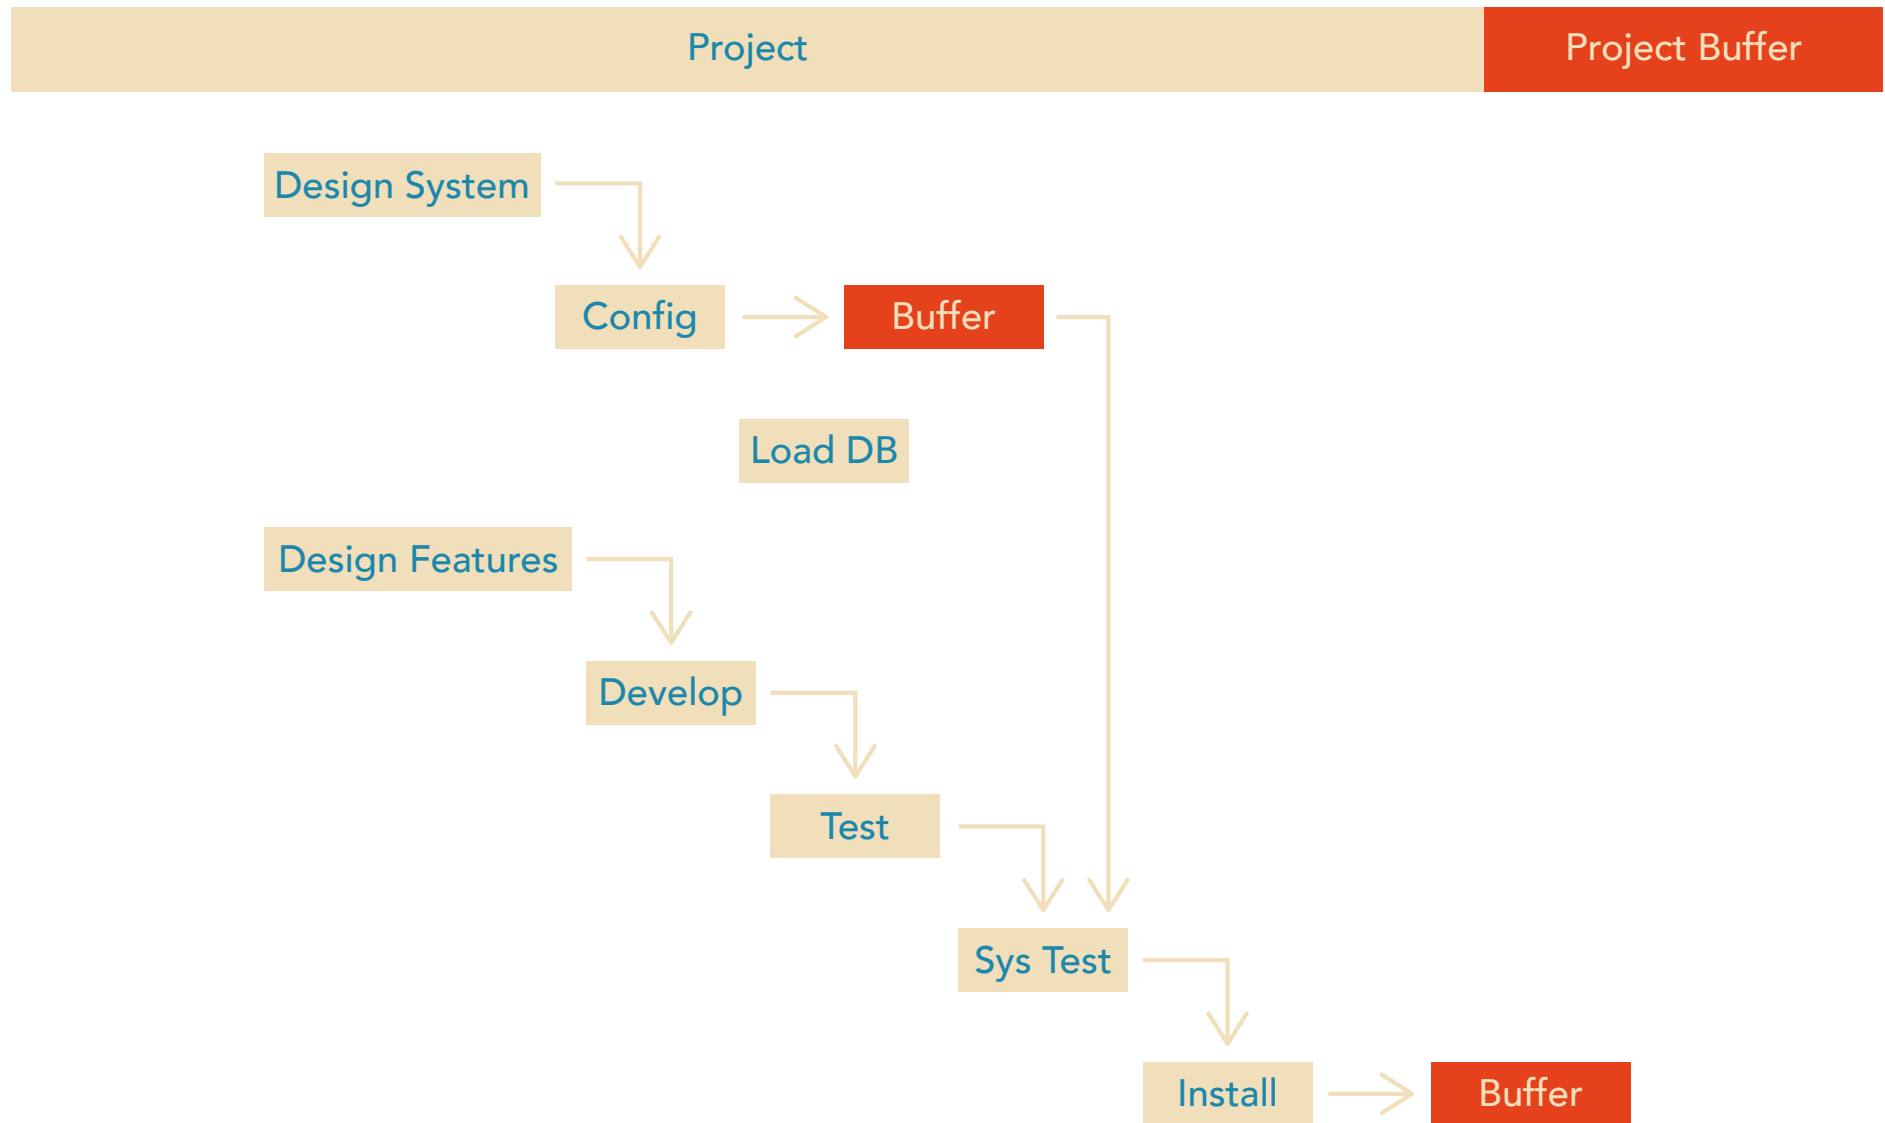 Project
Project Buffer
Design System
Config
Buffer
Load DB
Design Features
Develop
Test
Sys Test
Install
Buffer